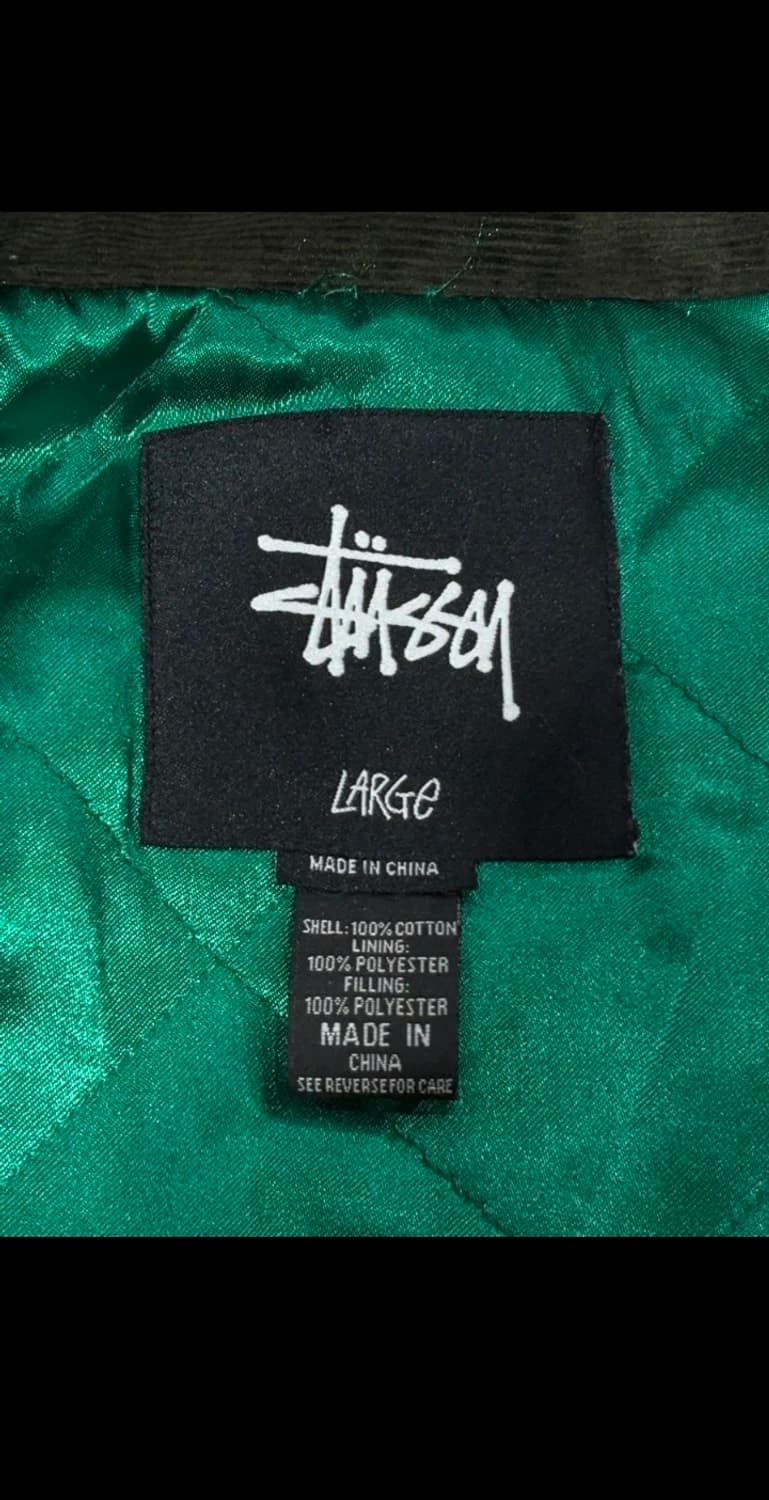 Stüssy
LARGE
MADE IN CHINA
SHELL: 100% COTTON
LINING:
100% POLYESTER
FILLING:
100% POLYESTER
MADE IN
CHINA
SEE REVERSE FOR CARE